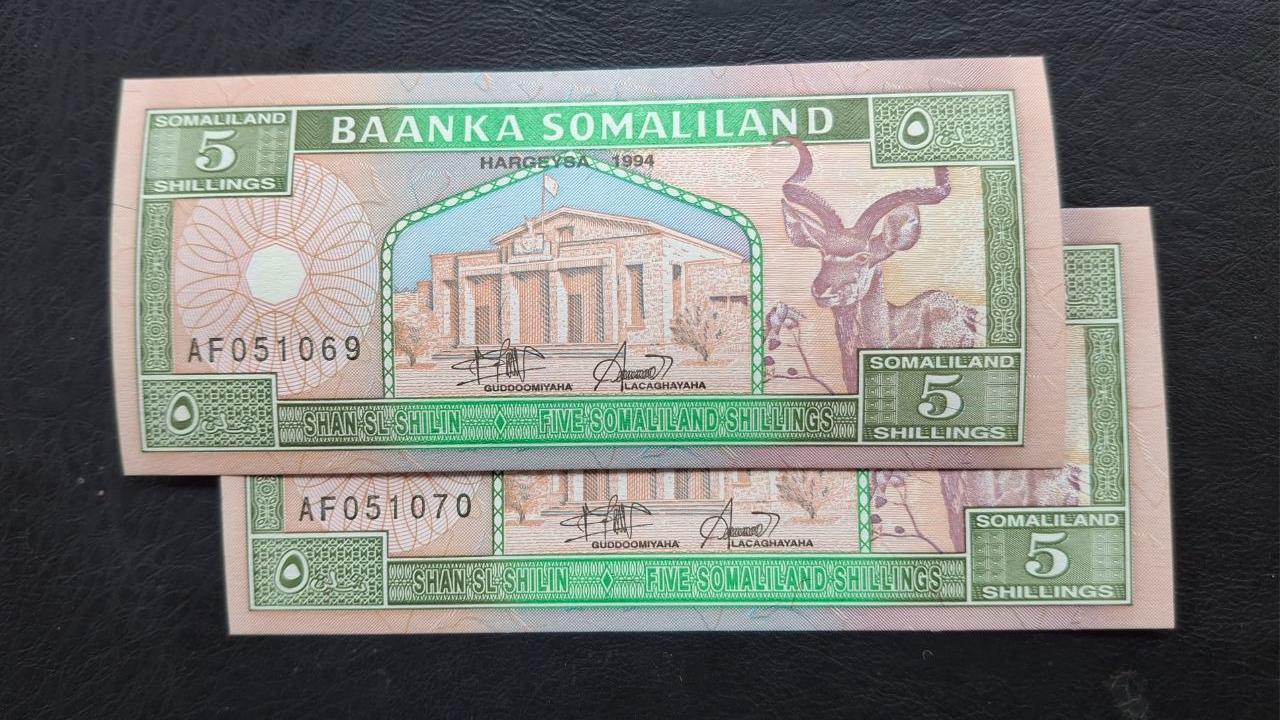 SOMALILAND
5
SHILLINGS
BAANKA SOMALILAND
HARGEYSA 1994
٥
AF051069
GUDDOOMIYAHA
LACAGHAYAHA
SOMALILAND
5
SHILLINGS
٥
SHAN SL SHILIN FIVE SOMALILAND SHILLINGS
AF051070
GUDDOOMIYAHA
LACAGHAYAHA
SOMALILAND
5
SHILLINGS
٥
SHAN SL SHILIN FIVE SOMALILAND SHILLINGS